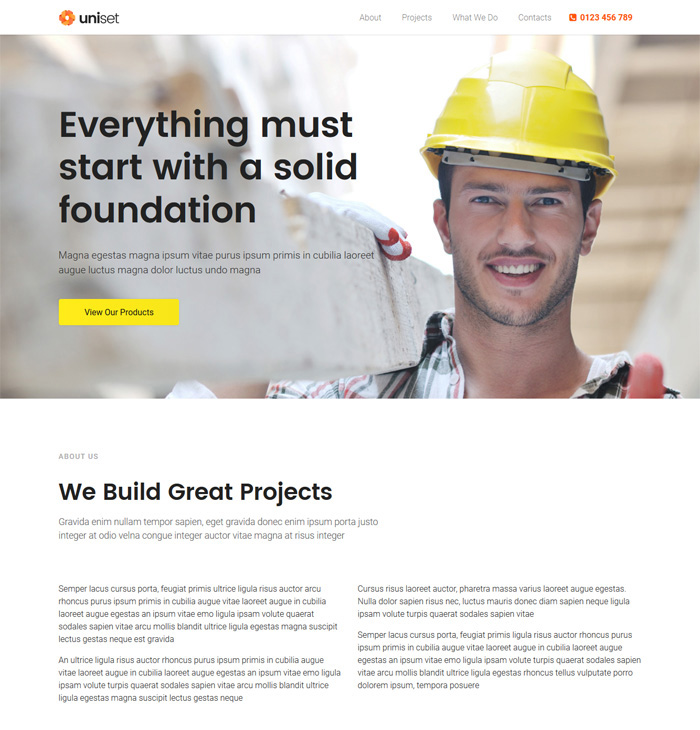 uniset
About Projects What We Do Contacts 0123 456 789
Everything must
start with a solid
foundation
Magna egestas magna ipsum vitae purus ipsum primis in cubilia laoreet
augue luctus magna dolor luctus undo magna
View Our Products
ABOUT US
We Build Great Projects
Gravida enim nullam tempor sapien, eget gravida donec enim ipsum porta justo
integer at odio velna congue integer auctor vitae magna at risus integer
Semper lacus cursus porta, feugiat primis ultrice ligula risus auctor arcu
rhoncus purus ipsum primis in cubilia augue vitae laoreet augue in cubilia
laoreet augue egestas an ipsum vitae emo ligula ipsam volute quaerat
sodales sapien vitae arcu mollis blandit ultrice ligula egestas magna suscipit
lectus gestas neque est gravida
An ultrice ligula risus auctor rhoncus purus ipsum primis in cubilia augue
vitae laoreet augue in cubilia laoreet augue egestas an ipsum vitae emo ligula
ipsam volute turpis quaerat sodales sapien vitae arcu mollis blandit ultrice
ligula egestas magna suscipit lectus gestas neque
Cursus risus laoreet auctor, pharetra massa varius laoreet augue egestas.
Nulla dolor sapien risus nec, luctus mauris donec diam sapien neque ligula
ipsam volute turpis quaerat sodales sapien vitae
Semper lacus cursus porta, feugiat primis ligula risus auctor rhoncus purus
ipsum primis in cubilia augue vitae laoreet augue in cubilia laoreet augue
egestas an ipsum vitae emo ligula ipsam volute turpis quaerat sodales sapien
vitae arcu mollis blandit ultrice ligula egestas rhoncus tellus vulputate porro
dolorem ipsum, tempora posuere